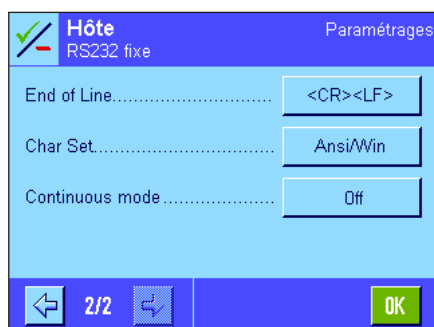 Hôte
Paramétrages
RS232 fixe
End of Line............................ <CR><LF>
Char Set................................ Ansi/Win
Continuous mode.................... Off
2/2
OK